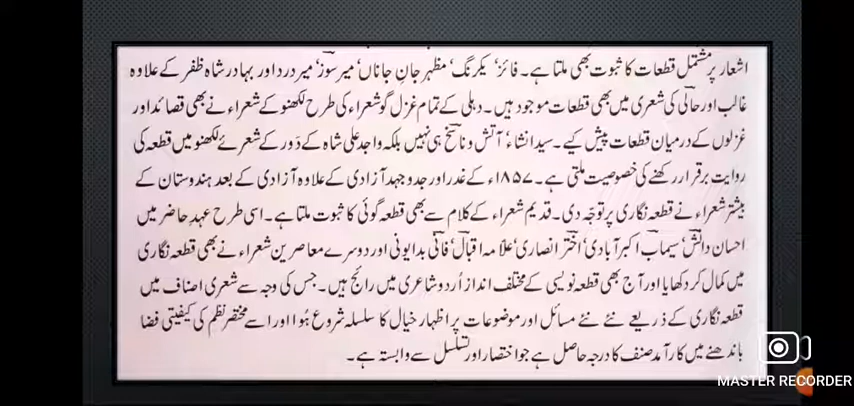 اشعار پر مشتمل قطعات کا ثبوت بھی ملتا ہے۔ فائز، یکرنگ، مظہر جانِ جاناں، میر سوز، میر درد اور بہادر شاہ ظفر کے علاوہ
غالب اور حالی کی شعری میں بھی قطعات موجود ہیں۔ دہلی کے تمام غزل گو شعراء کی طرح لکھنو کے شعراء نے بھی قصائد اور
غزلوں کے درمیان قطعات پیش کیے۔ سید انشاء، آتش و ناسخ ہی نہیں بلکہ واجد علی شاہ کے دَور کے شعرائے لکھنو میں قطعہ کی
روایت برقرار رکھنے کی خصوصیت ملتی ہے۔ ۱۸۵۷ء کے غدر اور جدوجہد آزادی کے علاوہ آزادی کے بعد ہندوستان کے
بیشتر شعراء نے قطعہ نگاری پر توجہ دی۔ قدیم شعراء کے کلام سے بھی قطعہ گوئی کا ثبوت ملتا ہے۔ اسی طرح عہدِ حاضر میں
احسان دانش، سیماب اکبر آبادی، اختر انصاری، علامہ اقبال، فانی بدایونی اور دوسرے معاصرین شعراء نے بھی قطعہ نگاری
میں کمال کر دکھایا اور آج بھی قطعہ نویسی کے مختلف انداز اُردو شاعری میں رائج ہیں۔ جس کی وجہ سے شعری اصناف میں
قطعہ نگاری کے ذریعے نئے نئے مسائل اور موضوعات پر اظہارِ خیال کا سلسلہ شروع ہُوا اور اسے مختصر نظم کی کیفیتی فضا
باندھنے میں کارآمد صنف کا درجہ حاصل ہے جو اختصار اور تسلسل سے وابستہ ہے۔
MASTER RECORDER